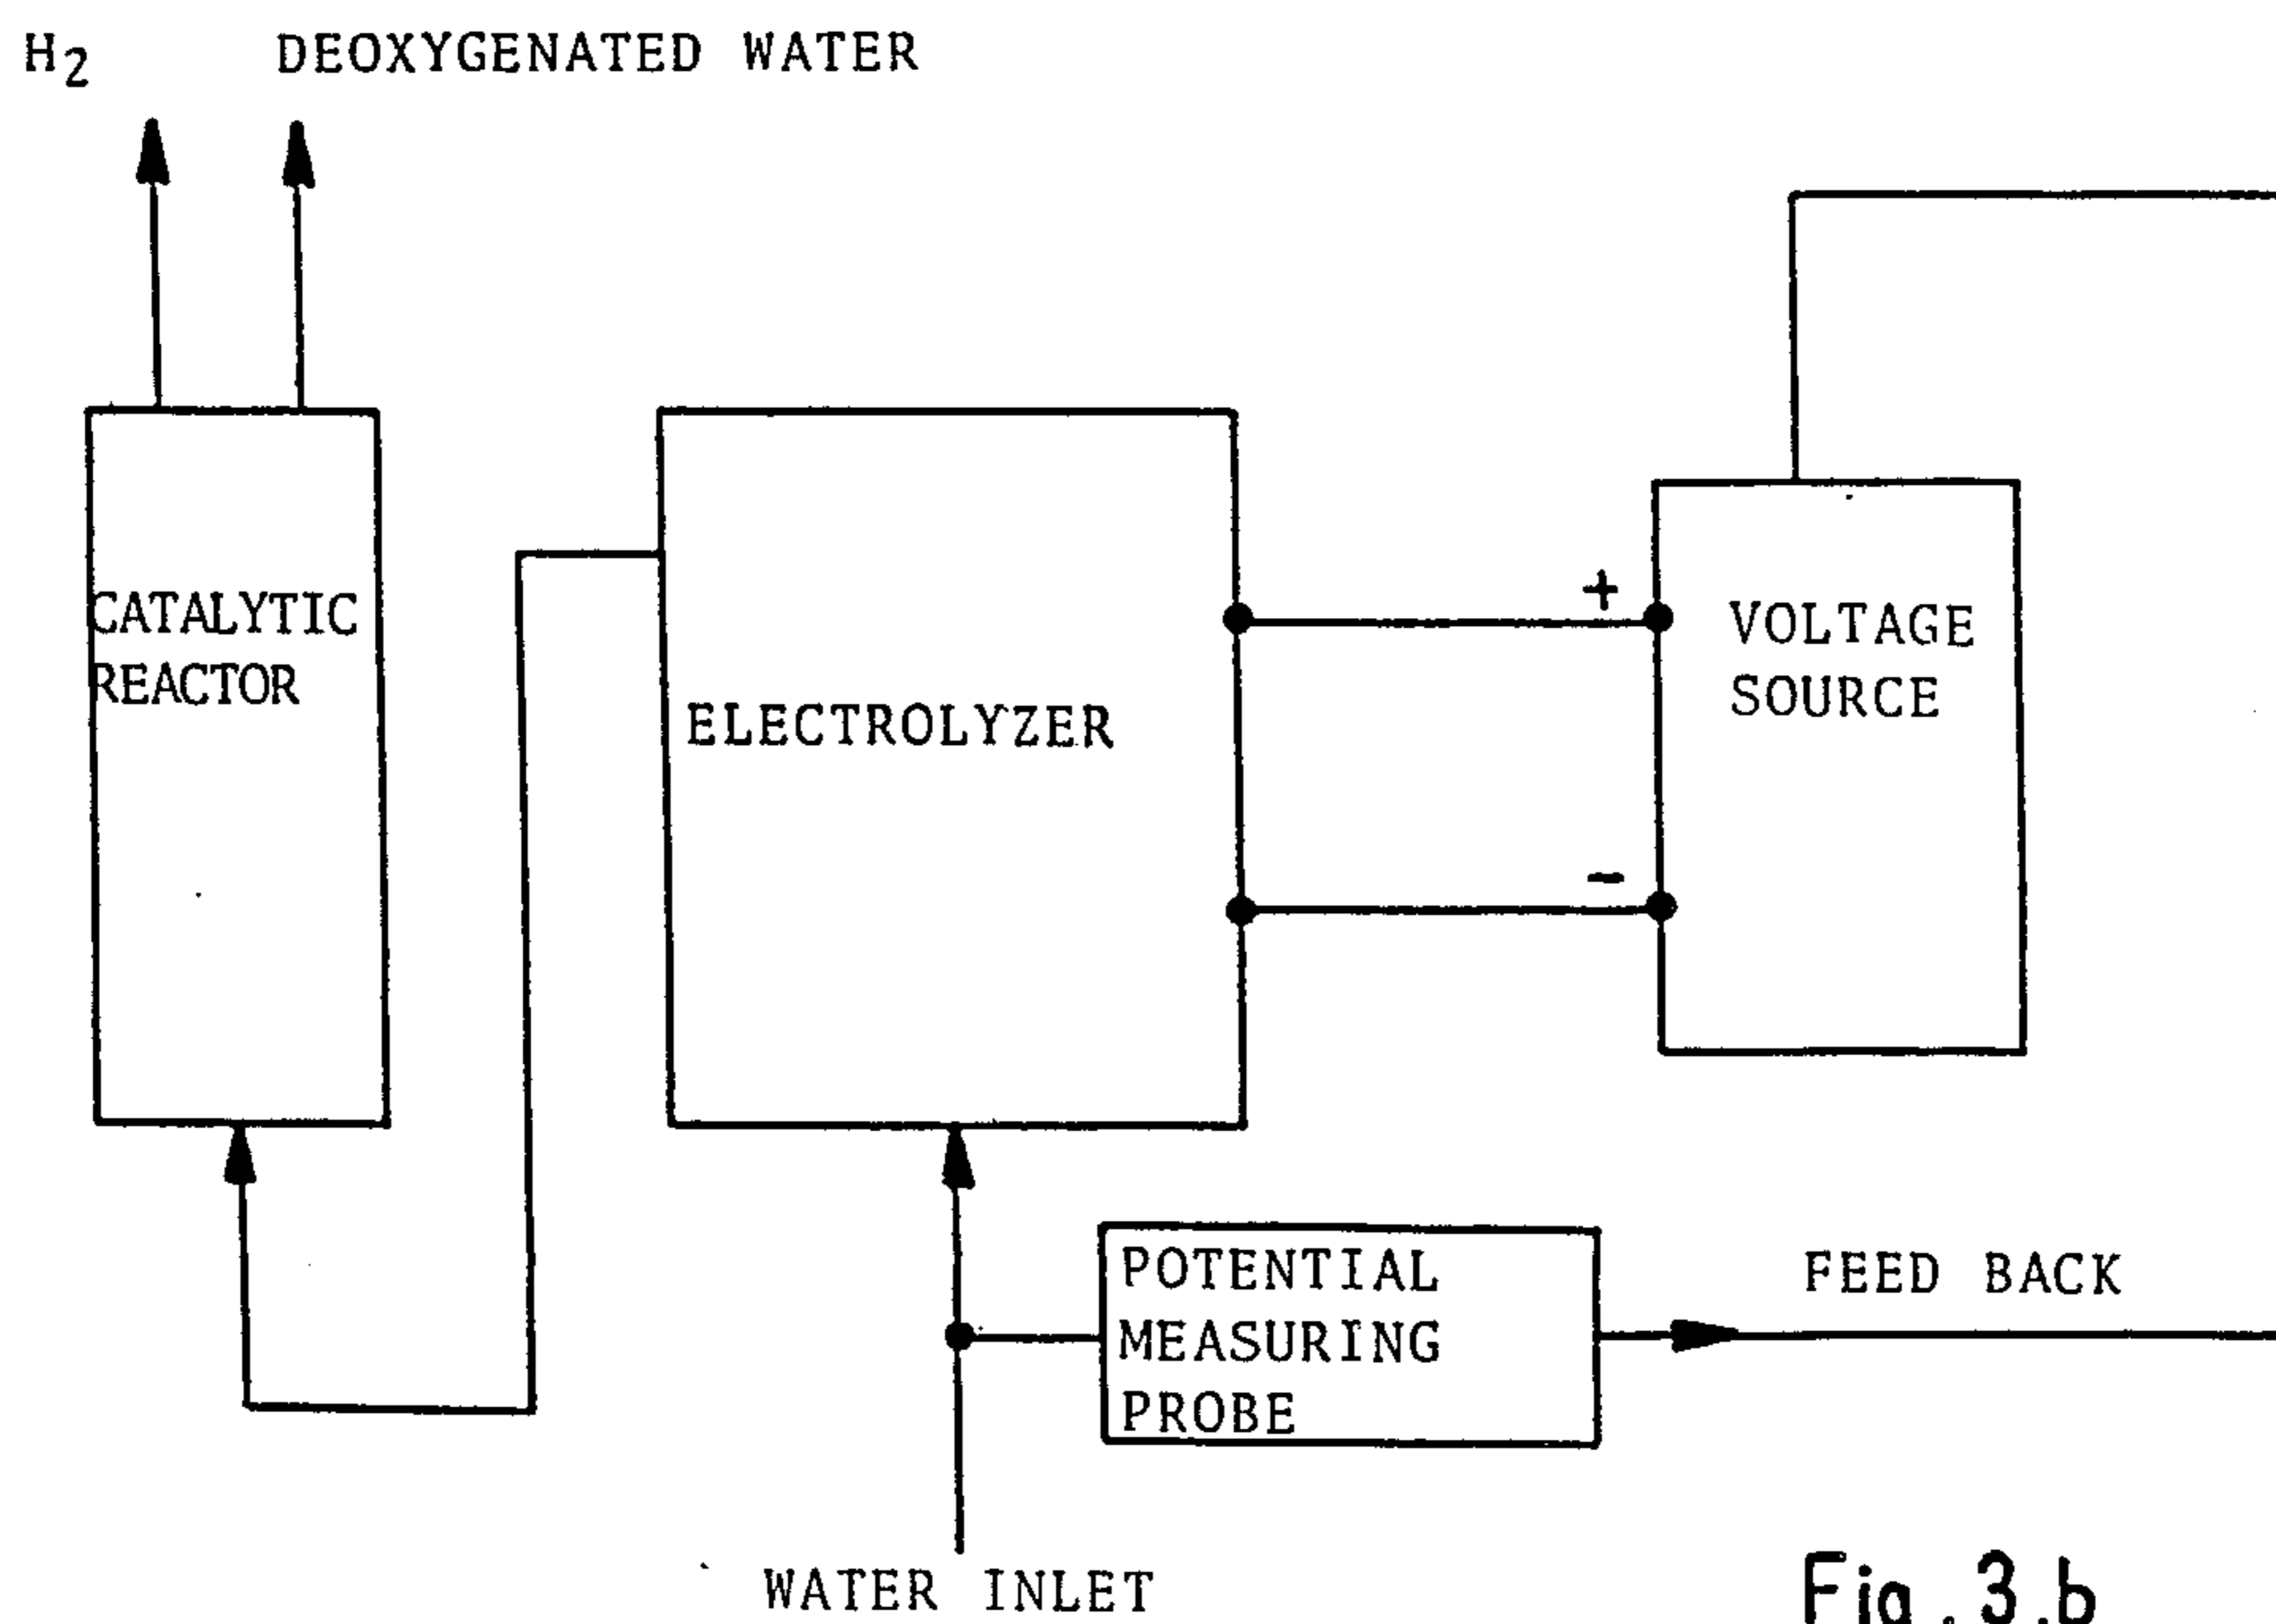 H2
DEOXYGENATED WATER
CATALYTIC
REACTOR
ELECTROLYZER
+
-
VOLTAGE
SOURCE
POTENTIAL
MEASURING
PROBE
FEED BACK
WATER INLET
Fig. 3.b